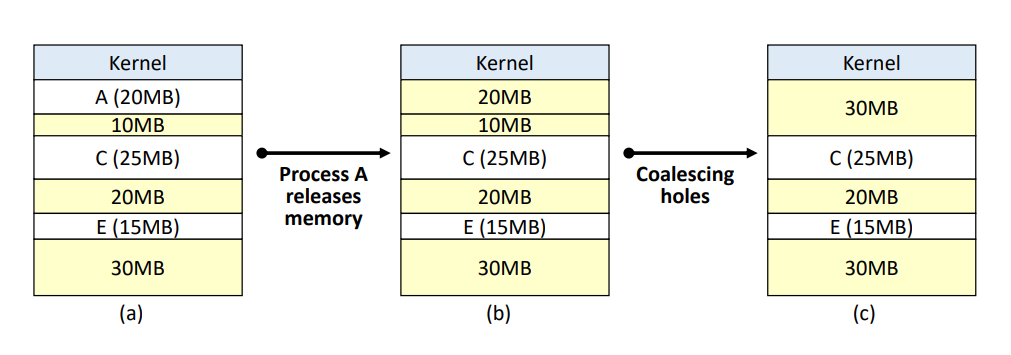 Kernel
A (20MB)
10MB
C (25MB)
20MB
E (15MB)
30MB
(a)
Process A
releases
memory
Kernel
20MB
10MB
C (25MB)
20MB
E (15MB)
30MB
(b)
Coalescing
holes
Kernel
30MB
C (25MB)
20MB
E (15MB)
30MB
(c)